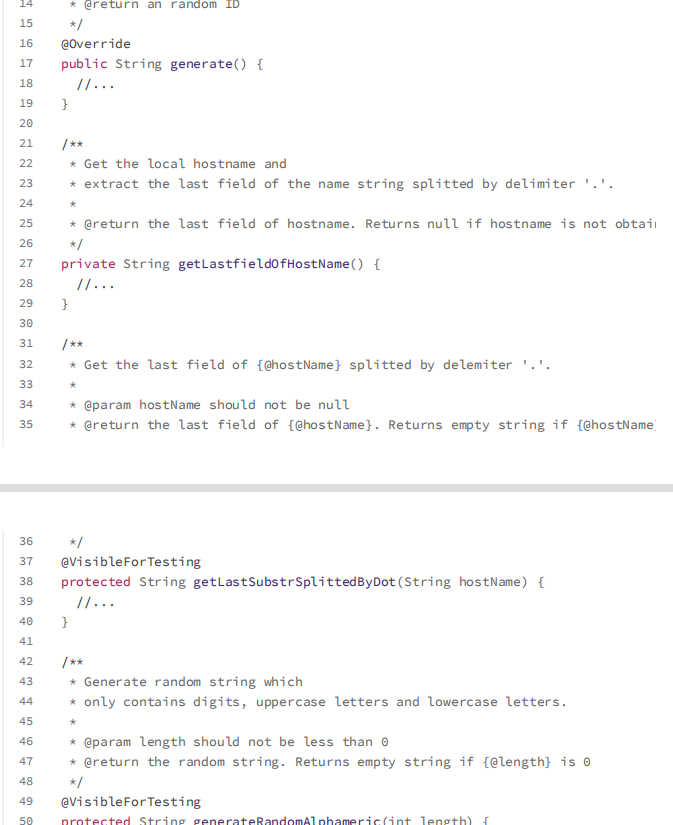 14 * @return an random ID
15 */
16 @Override
17 public String generate() {
18 //...
19 }
20
21 /**
22 * Get the local hostname and
23 * extract the last field of the name string splitted by delimiter '.'.
24 *
25 * @return the last field of hostname. Returns null if hostname is not obtai
26 */
27 private String getLastfieldOfHostName() {
28 //...
29 }
30
31 /**
32 * Get the last field of {@hostName} splitted by delemiter '.'.
33 *
34 * @param hostName should not be null
35 * @return the last field of {@hostName}. Returns empty string if {@hostName
36 */
37 @VisibleForTesting
38 protected String getLastSubstrSplittedByDot(String hostName) {
39 //...
40 }
41
42 /**
43 * Generate random string which
44 * only contains digits, uppercase letters and lowercase letters.
45 *
46 * @param length should not be less than 0
47 * @return the random string. Returns empty string if {@length} is 0
48 */
49 @VisibleForTesting
50 protected String generateRandomAlphameric(int length) {